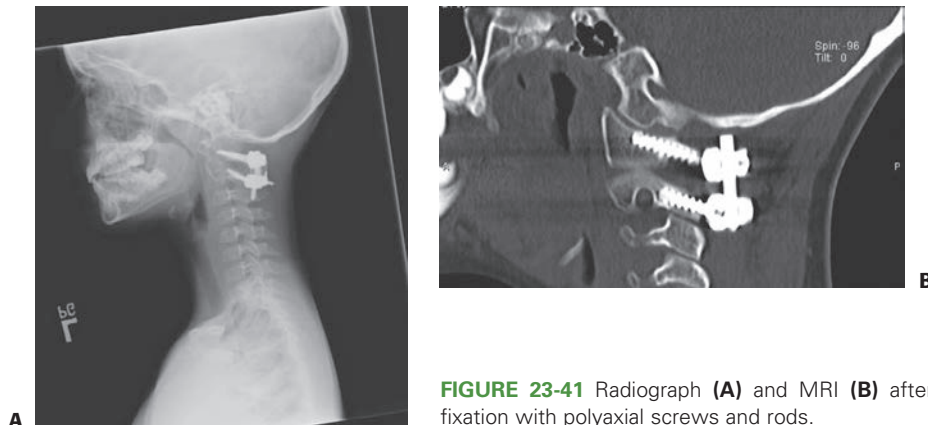 Spin: -96
Tilt: 0
A
P
L
A
B
FIGURE 23-41 Radiograph (A) and MRI (B) after
fixation with polyaxial screws and rods.